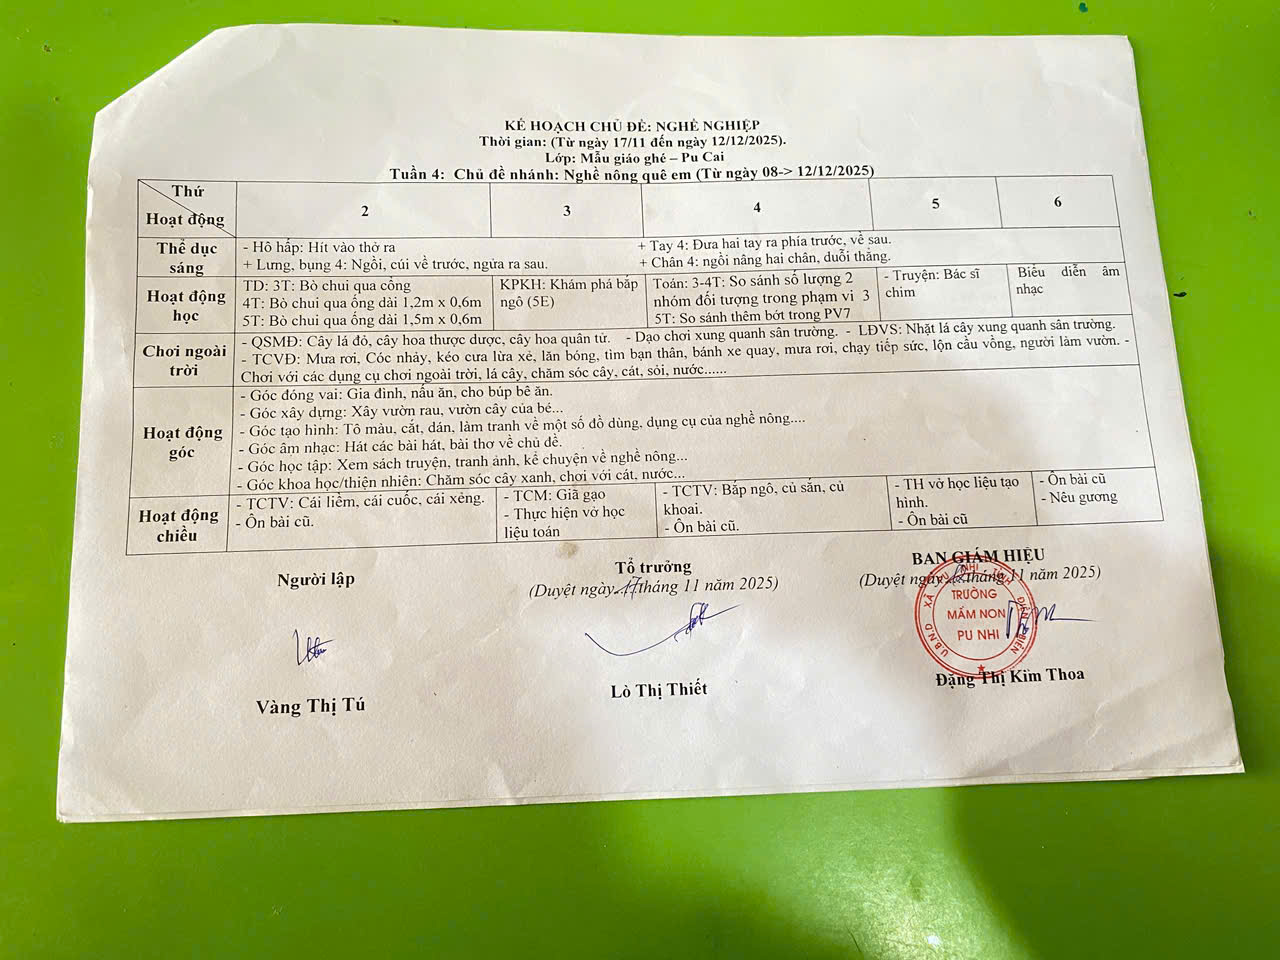 KẾ HOẠCH CHỦ ĐỀ: NGHỀ NGHIỆP
Thời gian: (Từ ngày 17/11 đến ngày 12/12/2025).
Lớp: Mẫu giáo ghé – Pu Cai
Tuần 4: Chủ đề nhánh: Nghề nông quê em (Từ ngày 08-> 12/12/2025)
Thứ
Hoạt động
2
3
4
5
6
Thể dục sáng
- Hô hấp: Hít vào thở ra
+ Tay 4: Đưa hai tay ra phía trước, về sau.
+ Lưng, bụng 4: Ngồi, cúi về trước, ngửa ra sau.
+ Chân 4: ngồi nâng hai chân, duỗi thẳng.
Hoạt động học
TD: 3T: Bò chui qua cổng
4T: Bò chui qua ống dài 1,2m x 0,6m
5T: Bò chui qua ống dài 1,5m x 0,6m
KPKH: Khám phá bắp
ngô (5E)
Toán: 3-4T: So sánh số lượng 2
nhóm đối tượng trong phạm vi 3
5T: So sánh thêm bớt trong PV7
- Truyện: Bác sĩ
chim
Biểu diễn âm
nhạc
Chơi ngoài trời
- QSMĐ: Cây lá đỏ, cây hoa thược dược, cây hoa quân tử. - Dạo chơi xung quanh sân trường. - LĐVS: Nhặt lá cây xung quanh sân trường.
- TCVĐ: Mưa rơi, Cóc nhảy, kéo cưa lừa xẻ, lăn bóng, tìm bạn thân, bánh xe quay, mưa rơi, chạy tiếp sức, lộn cầu vồng, người làm vườn. -
Chơi với các dụng cụ chơi ngoài trời, lá cây, chăm sóc cây, cát, sỏi, nước......
Hoạt động góc
- Góc đóng vai: Gia đình, nấu ăn, cho búp bê ăn.
- Góc xây dựng: Xây vườn rau, vườn cây của bé...
- Góc tạo hình: Tô màu, cắt, dán, làm tranh về một số đồ dùng, dụng cụ của nghề nông....
- Góc âm nhạc: Hát các bài hát, bài thơ về chủ đề.
- Góc học tập: Xem sách truyện, tranh ảnh, kể chuyện về nghề nông...
- Góc khoa học/thiện nhiên: Chăm sóc cây xanh, chơi với cát, nước...
Hoạt động chiều
- TCTV: Cái liềm, cái cuốc, cái xẻng.
- Ôn bài cũ.
- TCM: Giã gạo
- Thực hiện vở học
liệu toán
- TCTV: Bắp ngô, củ sắn, củ
khoai.
- Ôn bài cũ.
- TH vở học liệu tạo
hình.
- Ôn bài cũ
- Ôn bài cũ
- Nêu gương
Người lập
Tổ trưởng
(Duyệt ngày 17 tháng 11 năm 2025)
BAN GIÁM HIỆU
(Duyệt ngày tháng 11 năm 2025)
TRƯỜNG
MẦM NON
PU NHI
Vàng Thị Tú
Lò Thị Thiết
Đặng Thị Kim Thoa